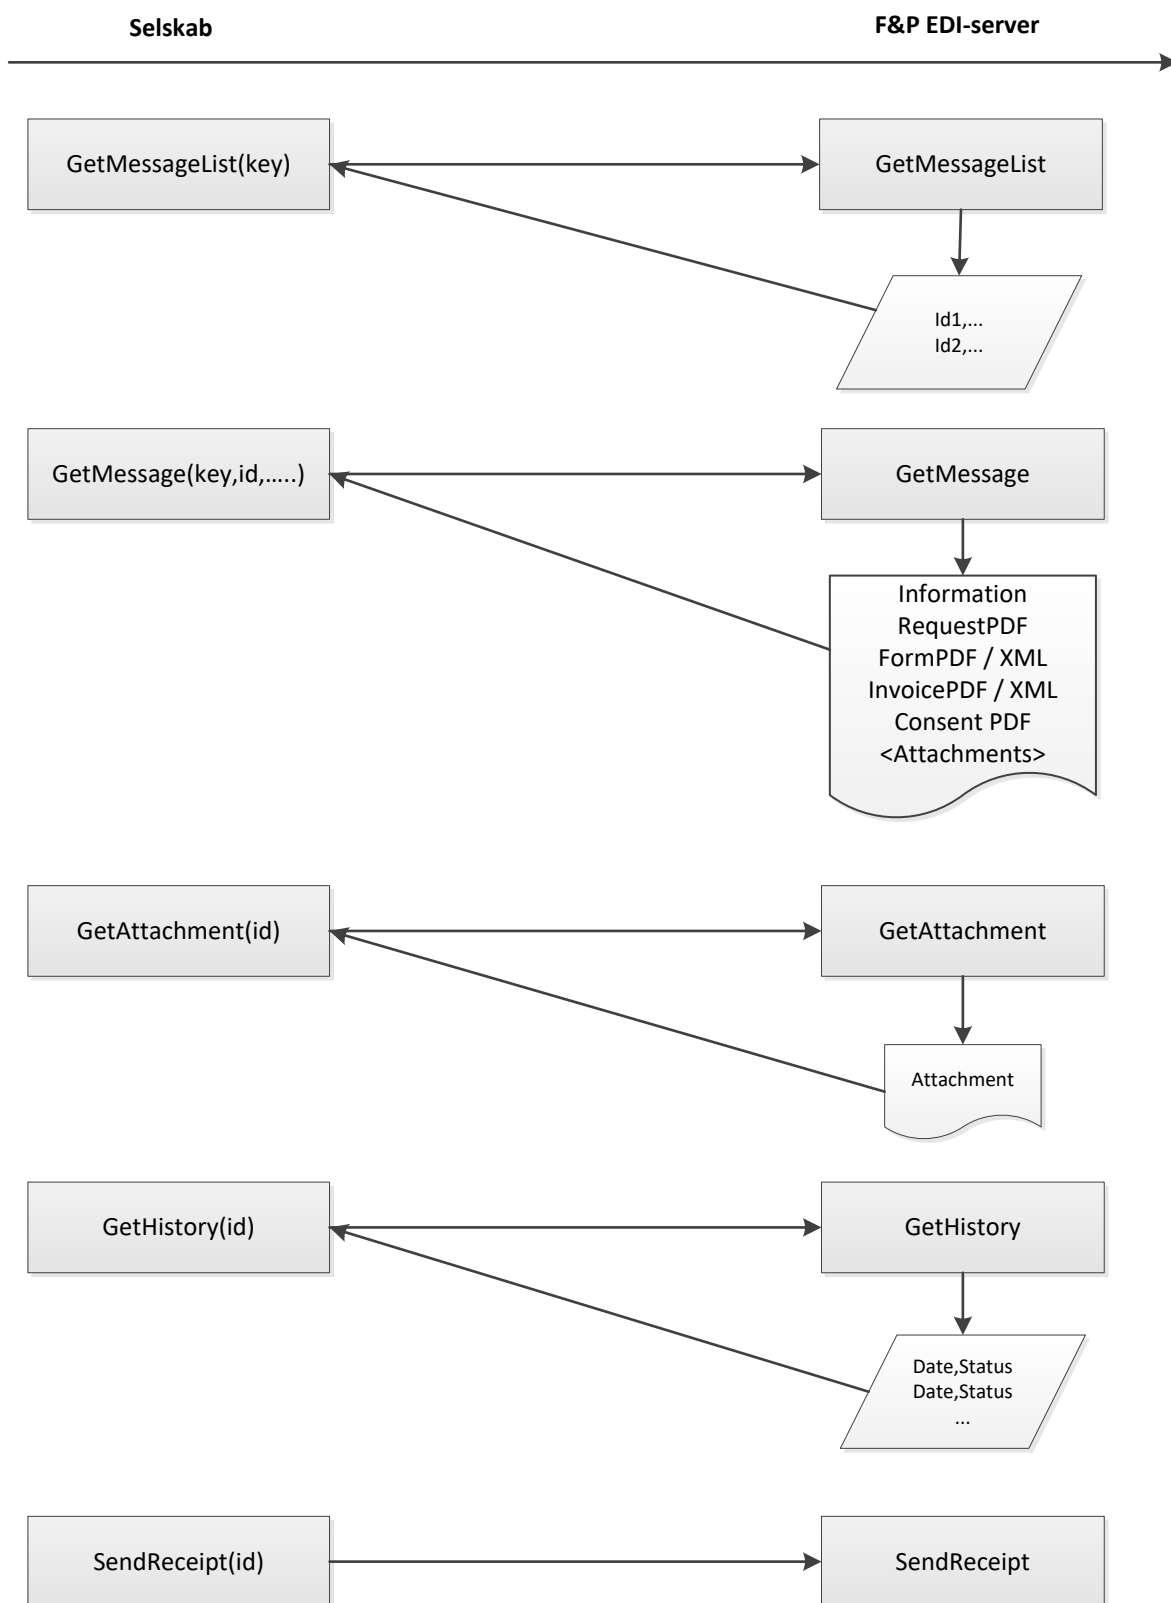 Selskab
F&P EDI-server
GetMessageList(key)
GetMessageList
Id1,...
Id2,...
GetMessage(key,id,.....)
GetMessage
Information
RequestPDF
FormPDF / XML
InvoicePDF / XML
Consent PDF
<Attachments>
GetAttachment(id)
GetAttachment
Attachment
GetHistory(id)
GetHistory
Date,Status
Date,Status
...
SendReceipt(id)
SendReceipt